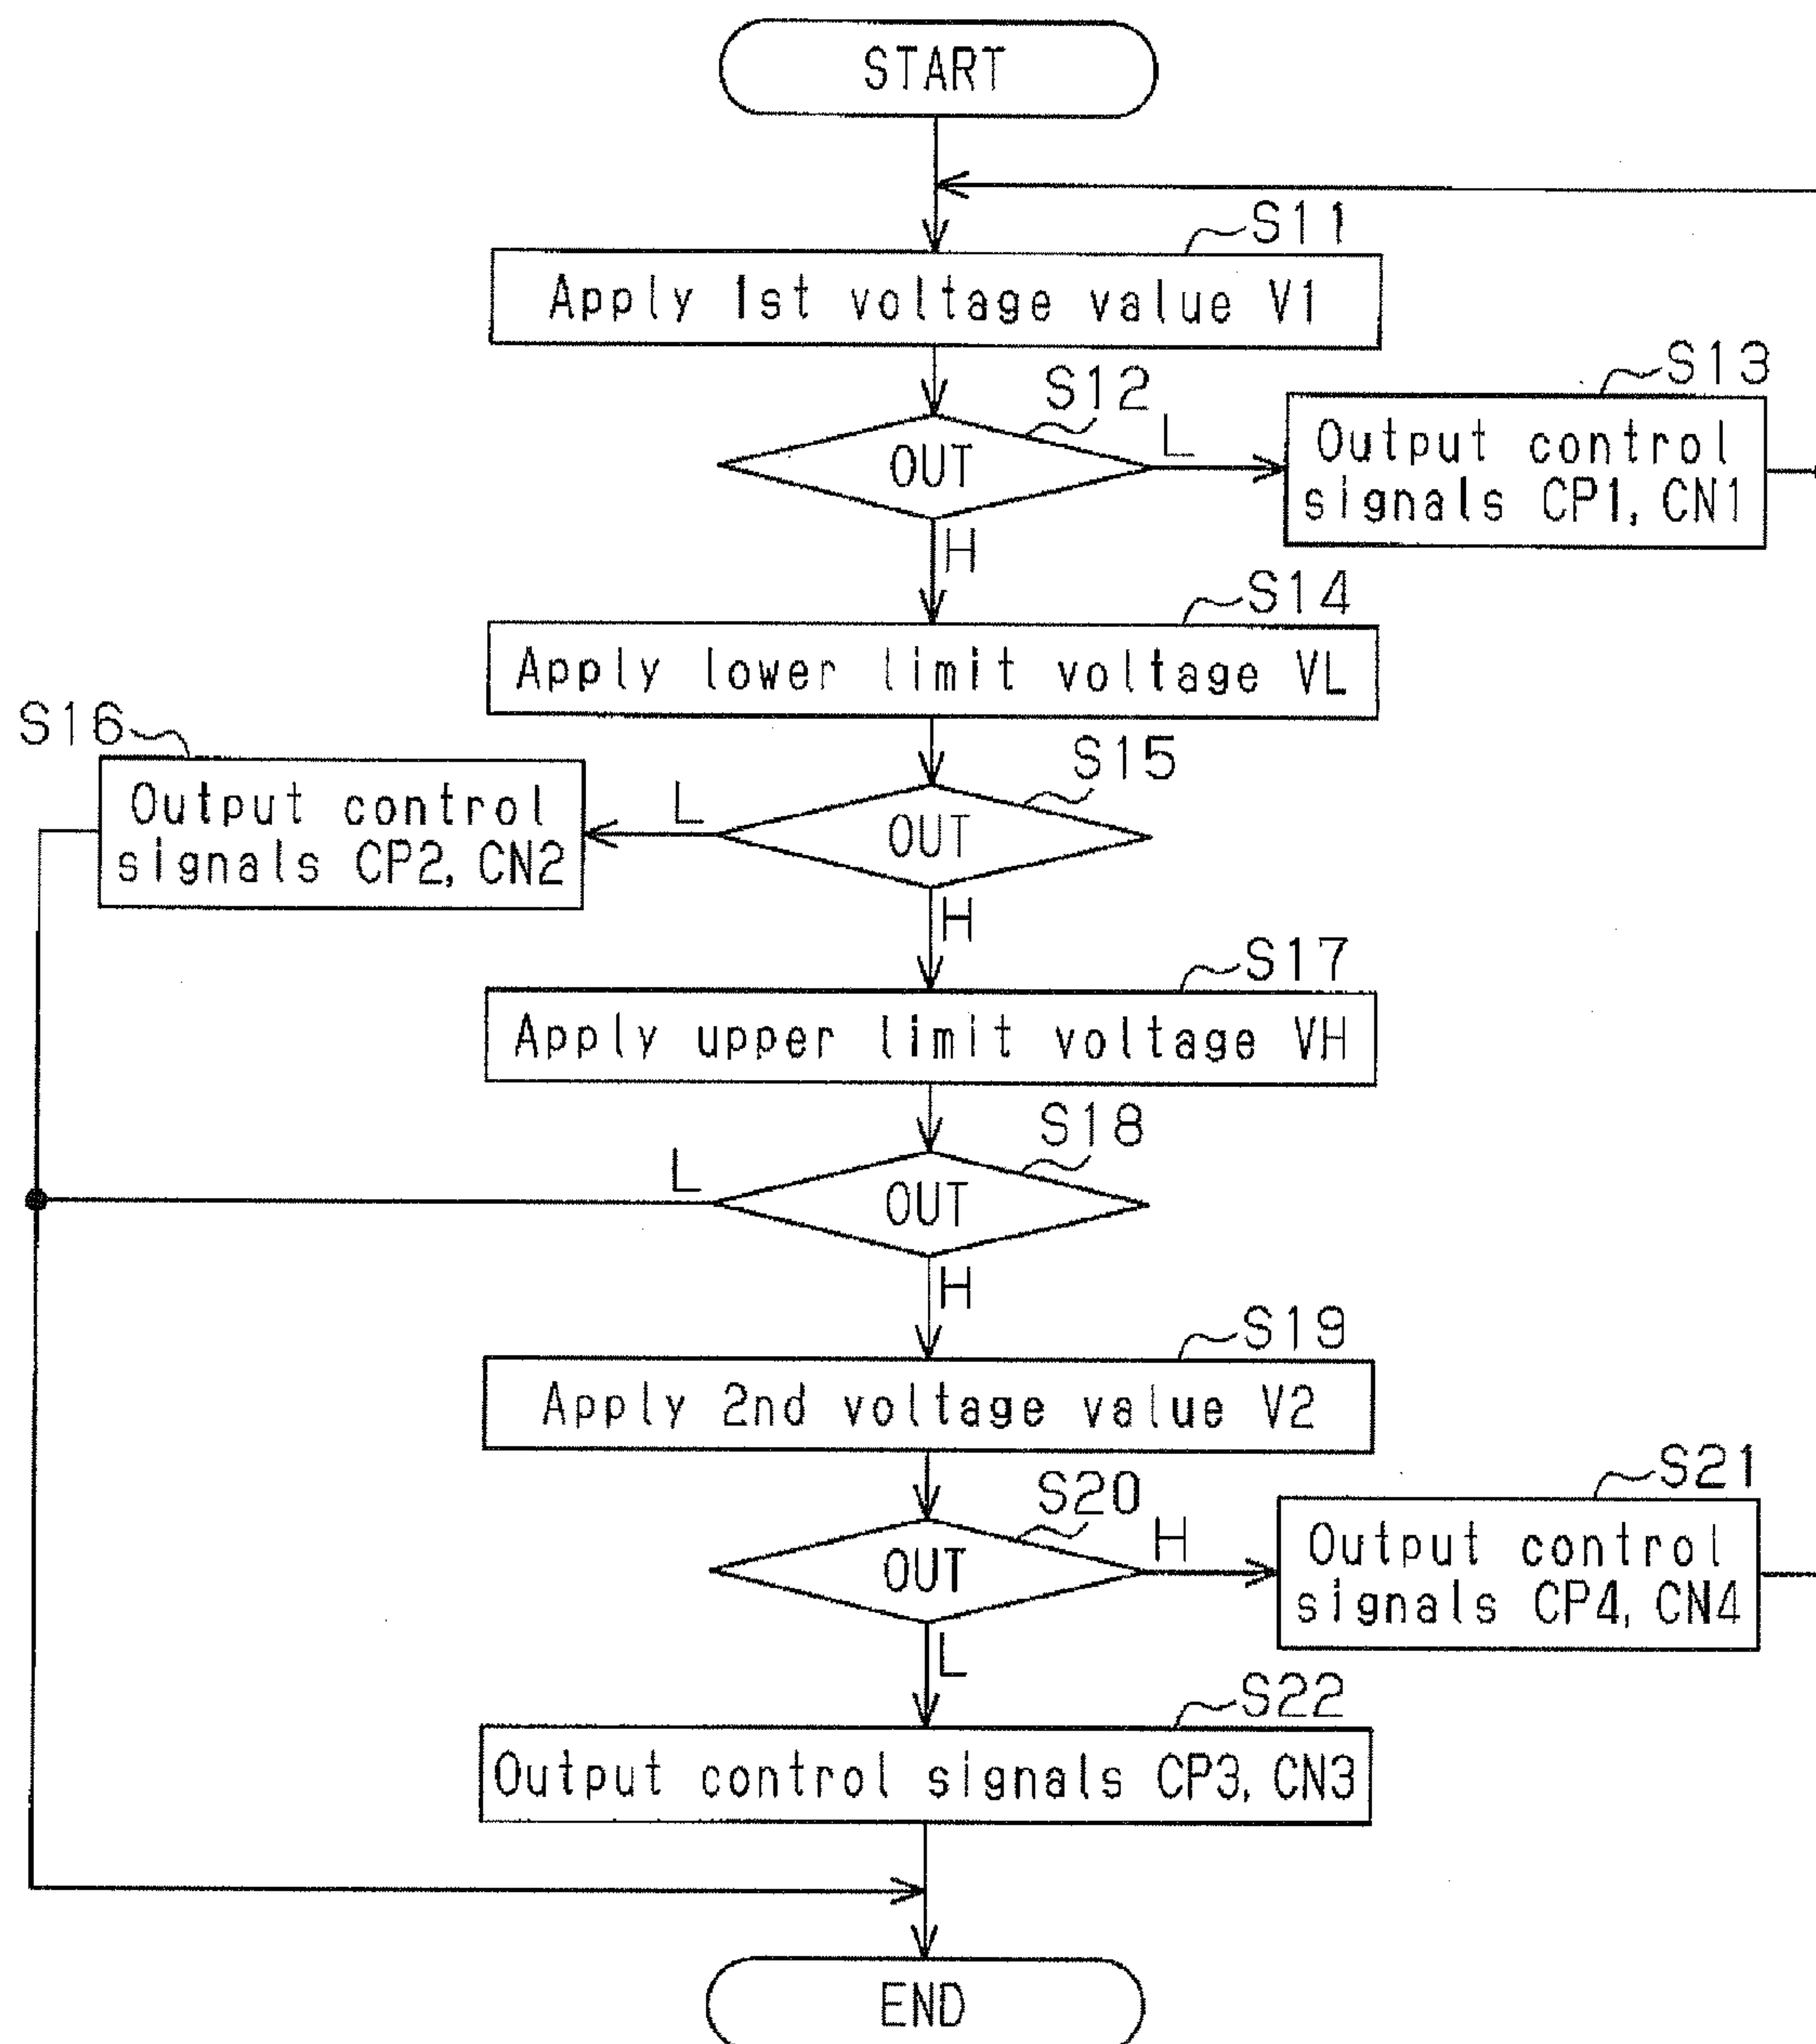 START
S11
Apply 1st voltage value V1
S12
OUT
L
H
S13
Output control
signals CP1, CN1
S14
Apply lower limit voltage VL
S15
OUT
L
H
S16
Output control
signals CP2, CN2
S17
Apply upper limit voltage VH
S18
OUT
L
H
S19
Apply 2nd voltage value V2
S20
OUT
H
L
S21
Output control
signals CP4, CN4
S22
Output control signals CP3, CN3
END